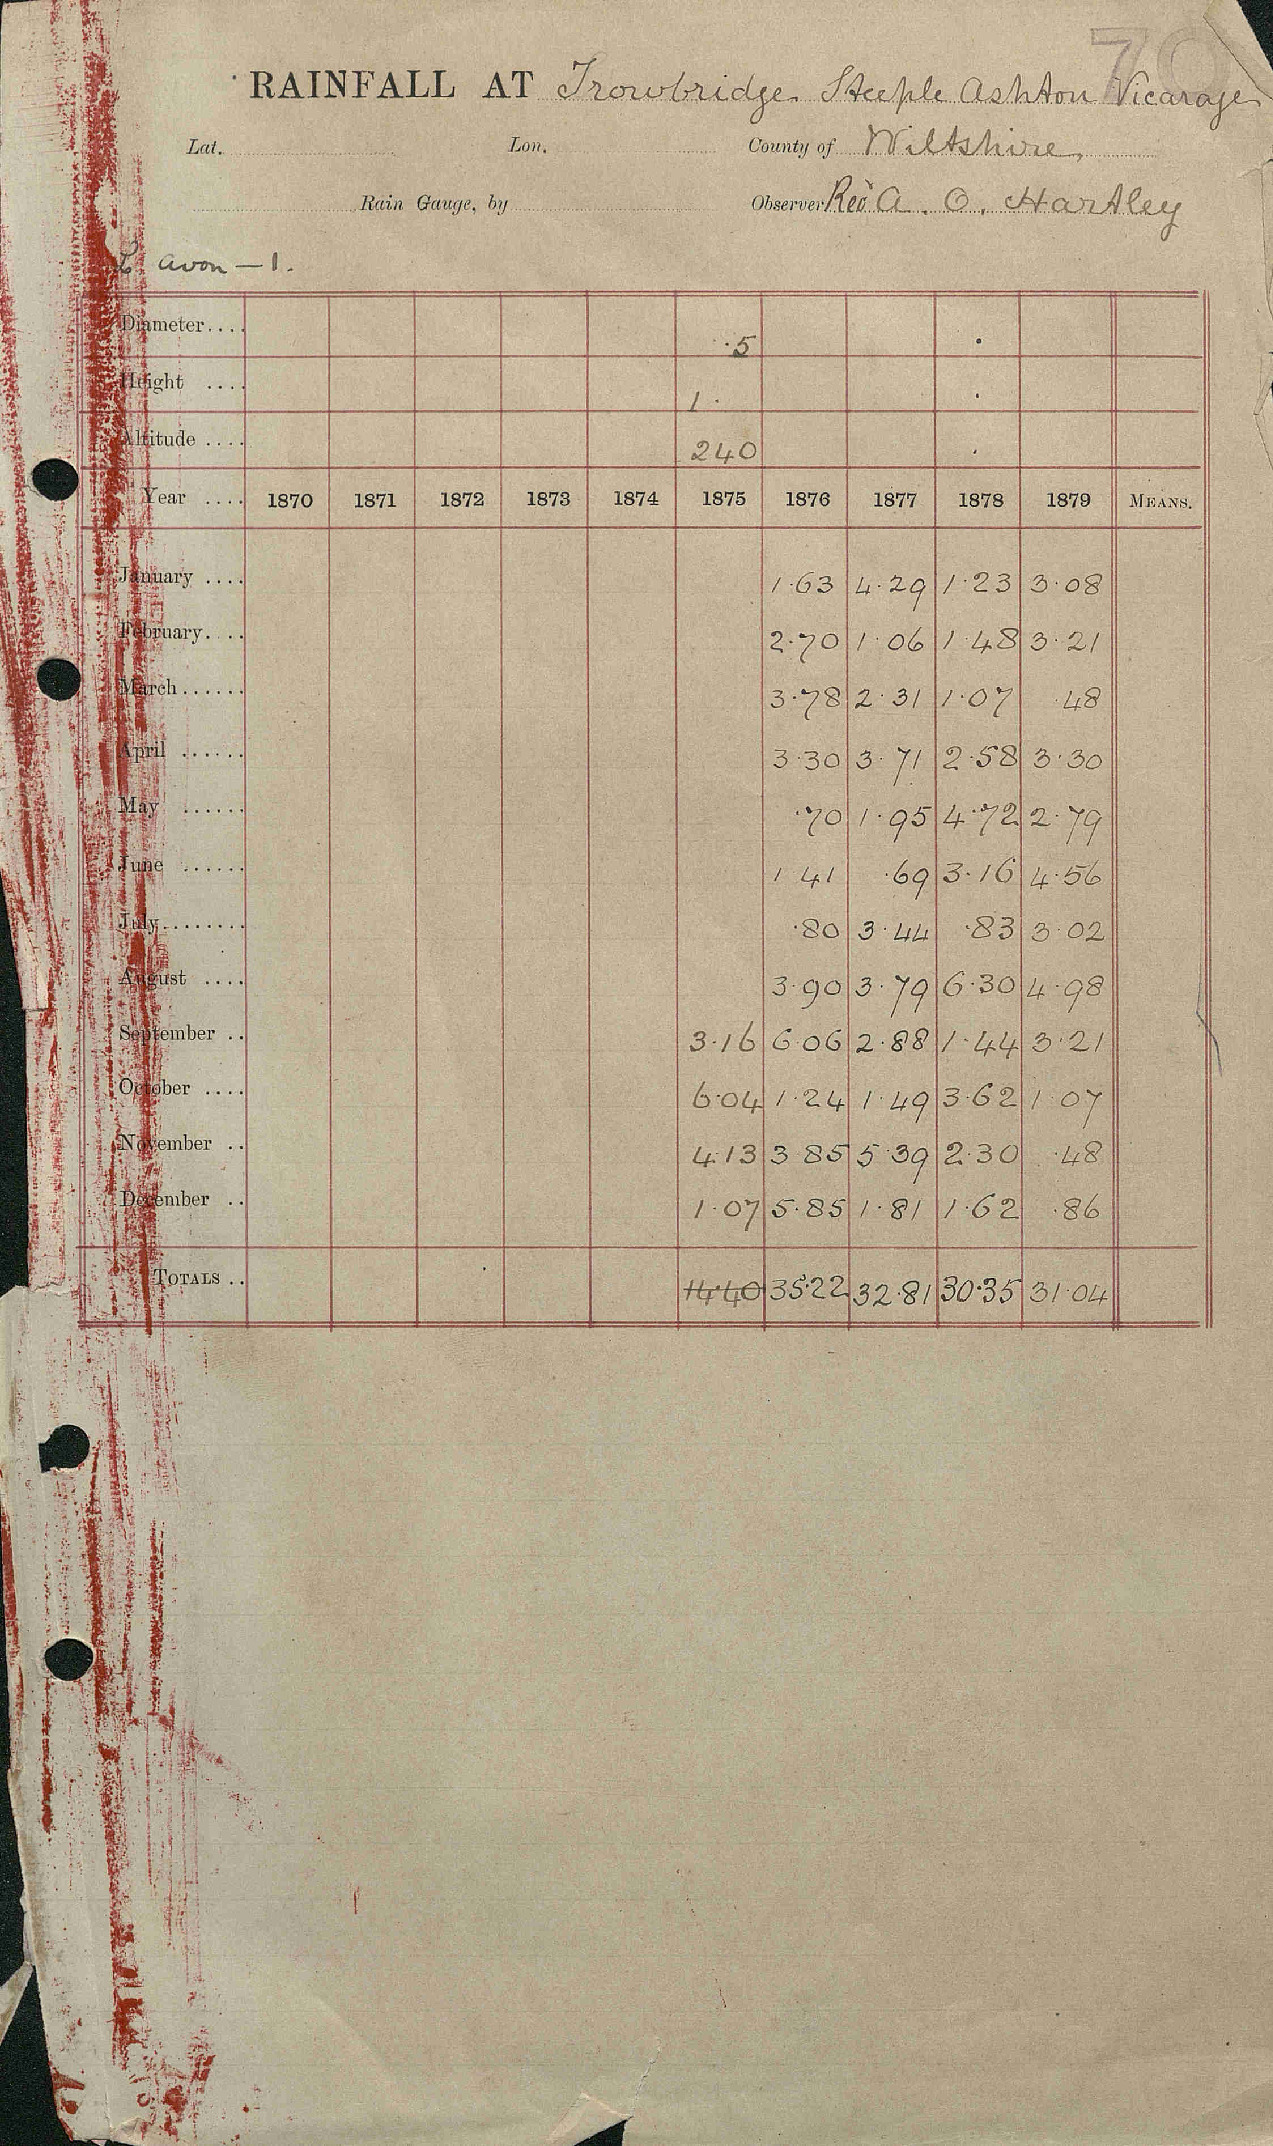 70
RAINFALL AT Trowbridge. Steeple Ashton Vicarage
Lat. Lon. County of Wiltshire
Rain Gauge, by Observer Rev A. O. Hartley
Avon — 1.
Diameter.... ·5
Height .... 1·
Altitude .... 240
Year .... 1870 1871 1872 1873 1874 1875 1876 1877 1878 1879 MEANS.
January .... 1·63 4·29 1·23 3·08
February.... 2·70 1·06 1·48 3·21
March...... 3·78 2·31 1·07 ·48
April ...... 3·30 3·71 2·58 3·30
May ...... ·70 1·95 4·72 2·79
June ...... 1 41 ·69 3·16 4·56
July........ ·80 3·44 ·83 3·02
August .... 3·90 3·79 6·30 4·98
September .. 3·16 6·06 2·88 1·44 3·21
October .... 6·04 1·24 1·49 3·62 1·07
November .. 4·13 3 85 5·39 2·30 ·48
December .. 1·07 5·85 1·81 1·62 ·86
TOTALS .. 14·40 35·22 32·81 30·35 31·04